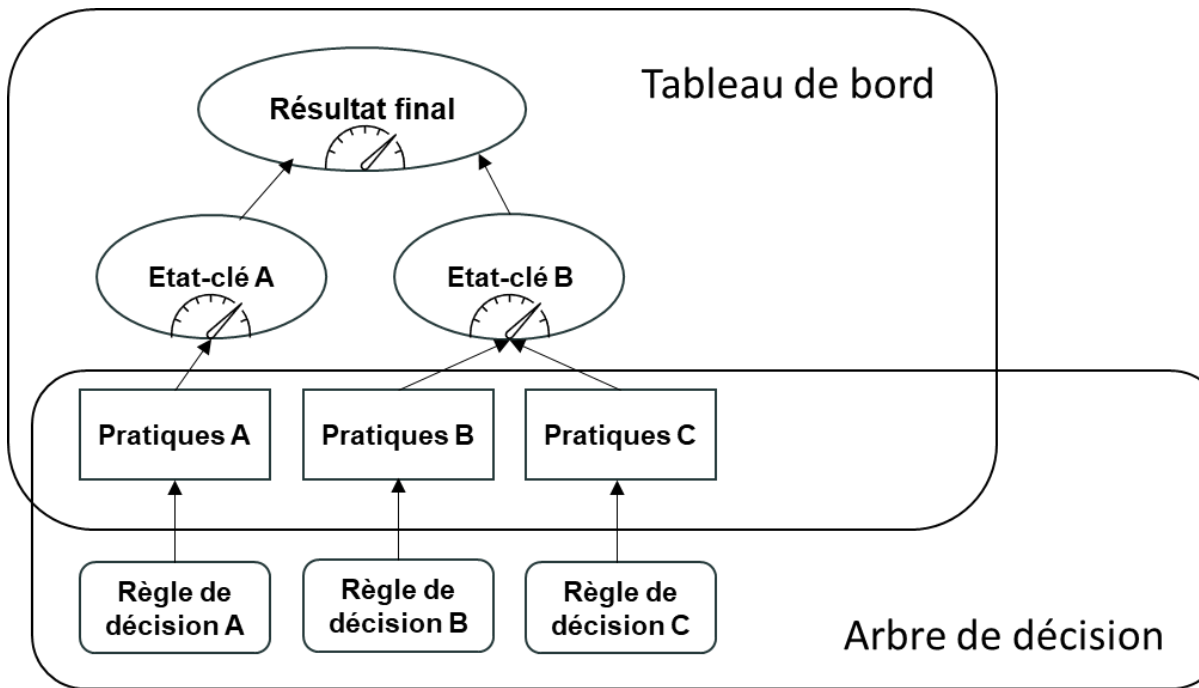 Tableau de bord
Résultat final
Etat-clé A
Etat-clé B
Pratiques A
Pratiques B
Pratiques C
Règle de
décision A
Règle de
décision B
Règle de
décision C
Arbre de décision